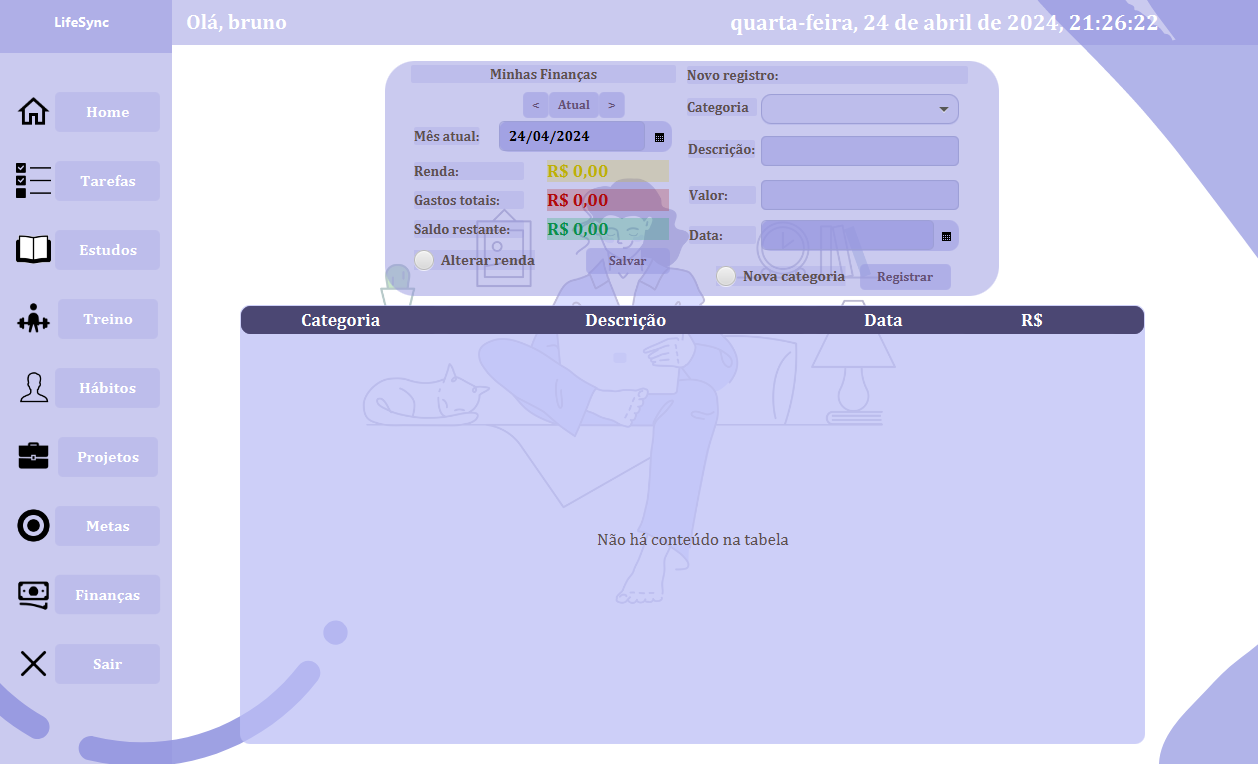 LifeSync
Olá, bruno
quarta-feira, 24 de abril de 2024, 21:26:22
Home
Tarefas
Estudos
Treino
Hábitos
Projetos
Metas
Finanças
Sair
Minhas Finanças
< Atual >
Mês atual: 24/04/2024
Renda: R$ 0,00
Gastos totais: R$ 0,00
Saldo restante: R$ 0,00
Alterar renda Salvar
Novo registro:
Categoria
Descrição:
Valor:
Data:
Nova categoria Registrar
Categoria Descrição Data R$
Não há conteúdo na tabela